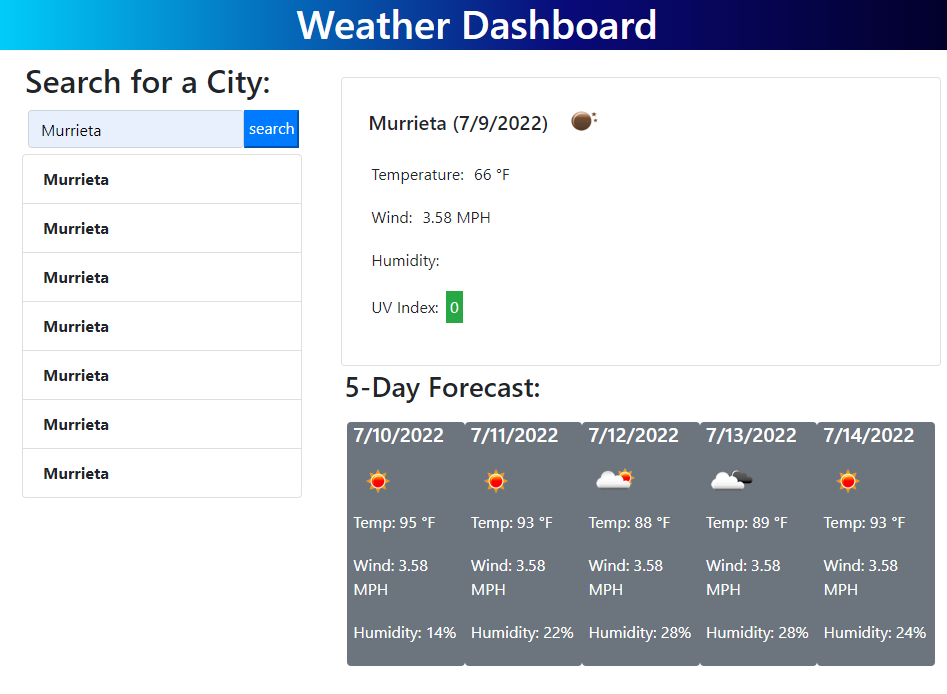 Weather Dashboard
Search for a City:
Murrieta
search
Murrieta
Murrieta
Murrieta
Murrieta
Murrieta
Murrieta
Murrieta
Murrieta (7/9/2022)
Temperature: 66 °F
Wind: 3.58 MPH
Humidity:
UV Index: 0
5-Day Forecast:
7/10/2022
Temp: 95 °F
Wind: 3.58
MPH
Humidity: 14%
7/11/2022
Temp: 93 °F
Wind: 3.58
MPH
Humidity: 22%
7/12/2022
Temp: 88 °F
Wind: 3.58
MPH
Humidity: 28%
7/13/2022
Temp: 89 °F
Wind: 3.58
MPH
Humidity: 28%
7/14/2022
Temp: 93 °F
Wind: 3.58
MPH
Humidity: 24%